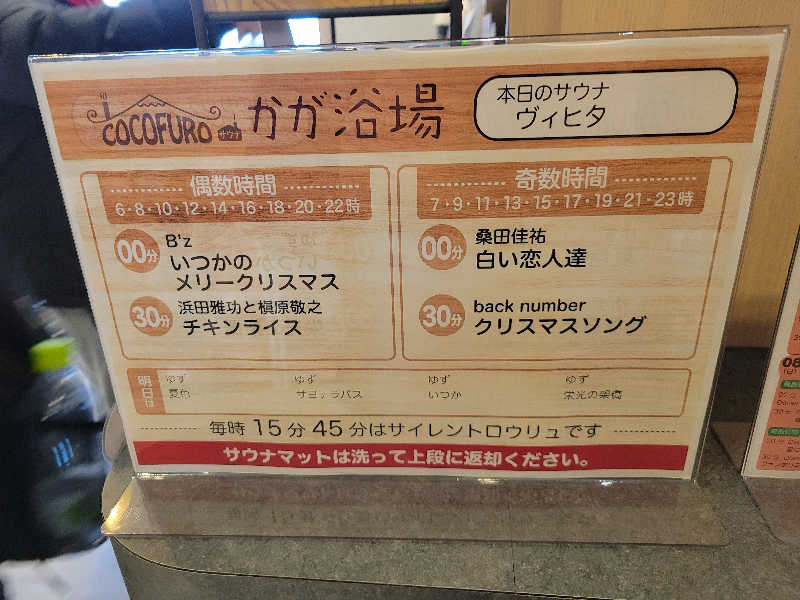 COCOFURO かが浴場
本日のサウナ
ヴィヒタ
偶数時間
6・8・10・12・14・16・18・20・22時
00分
B'z
いつかの
メリークリスマス
30分
浜田雅功と槇原敬之
チキンライス
奇数時間
7・9・11・13・15・17・19・21・23時
00分
桑田佳祐
白い恋人達
30分
back number
クリスマスソング
明日は
ゆず
夏色
ゆず
サヨナラバス
ゆず
いつか
ゆず
栄光の架橋
毎時 15分 45分はサイレントロウリュです
サウナマットは洗って上段に返却ください。